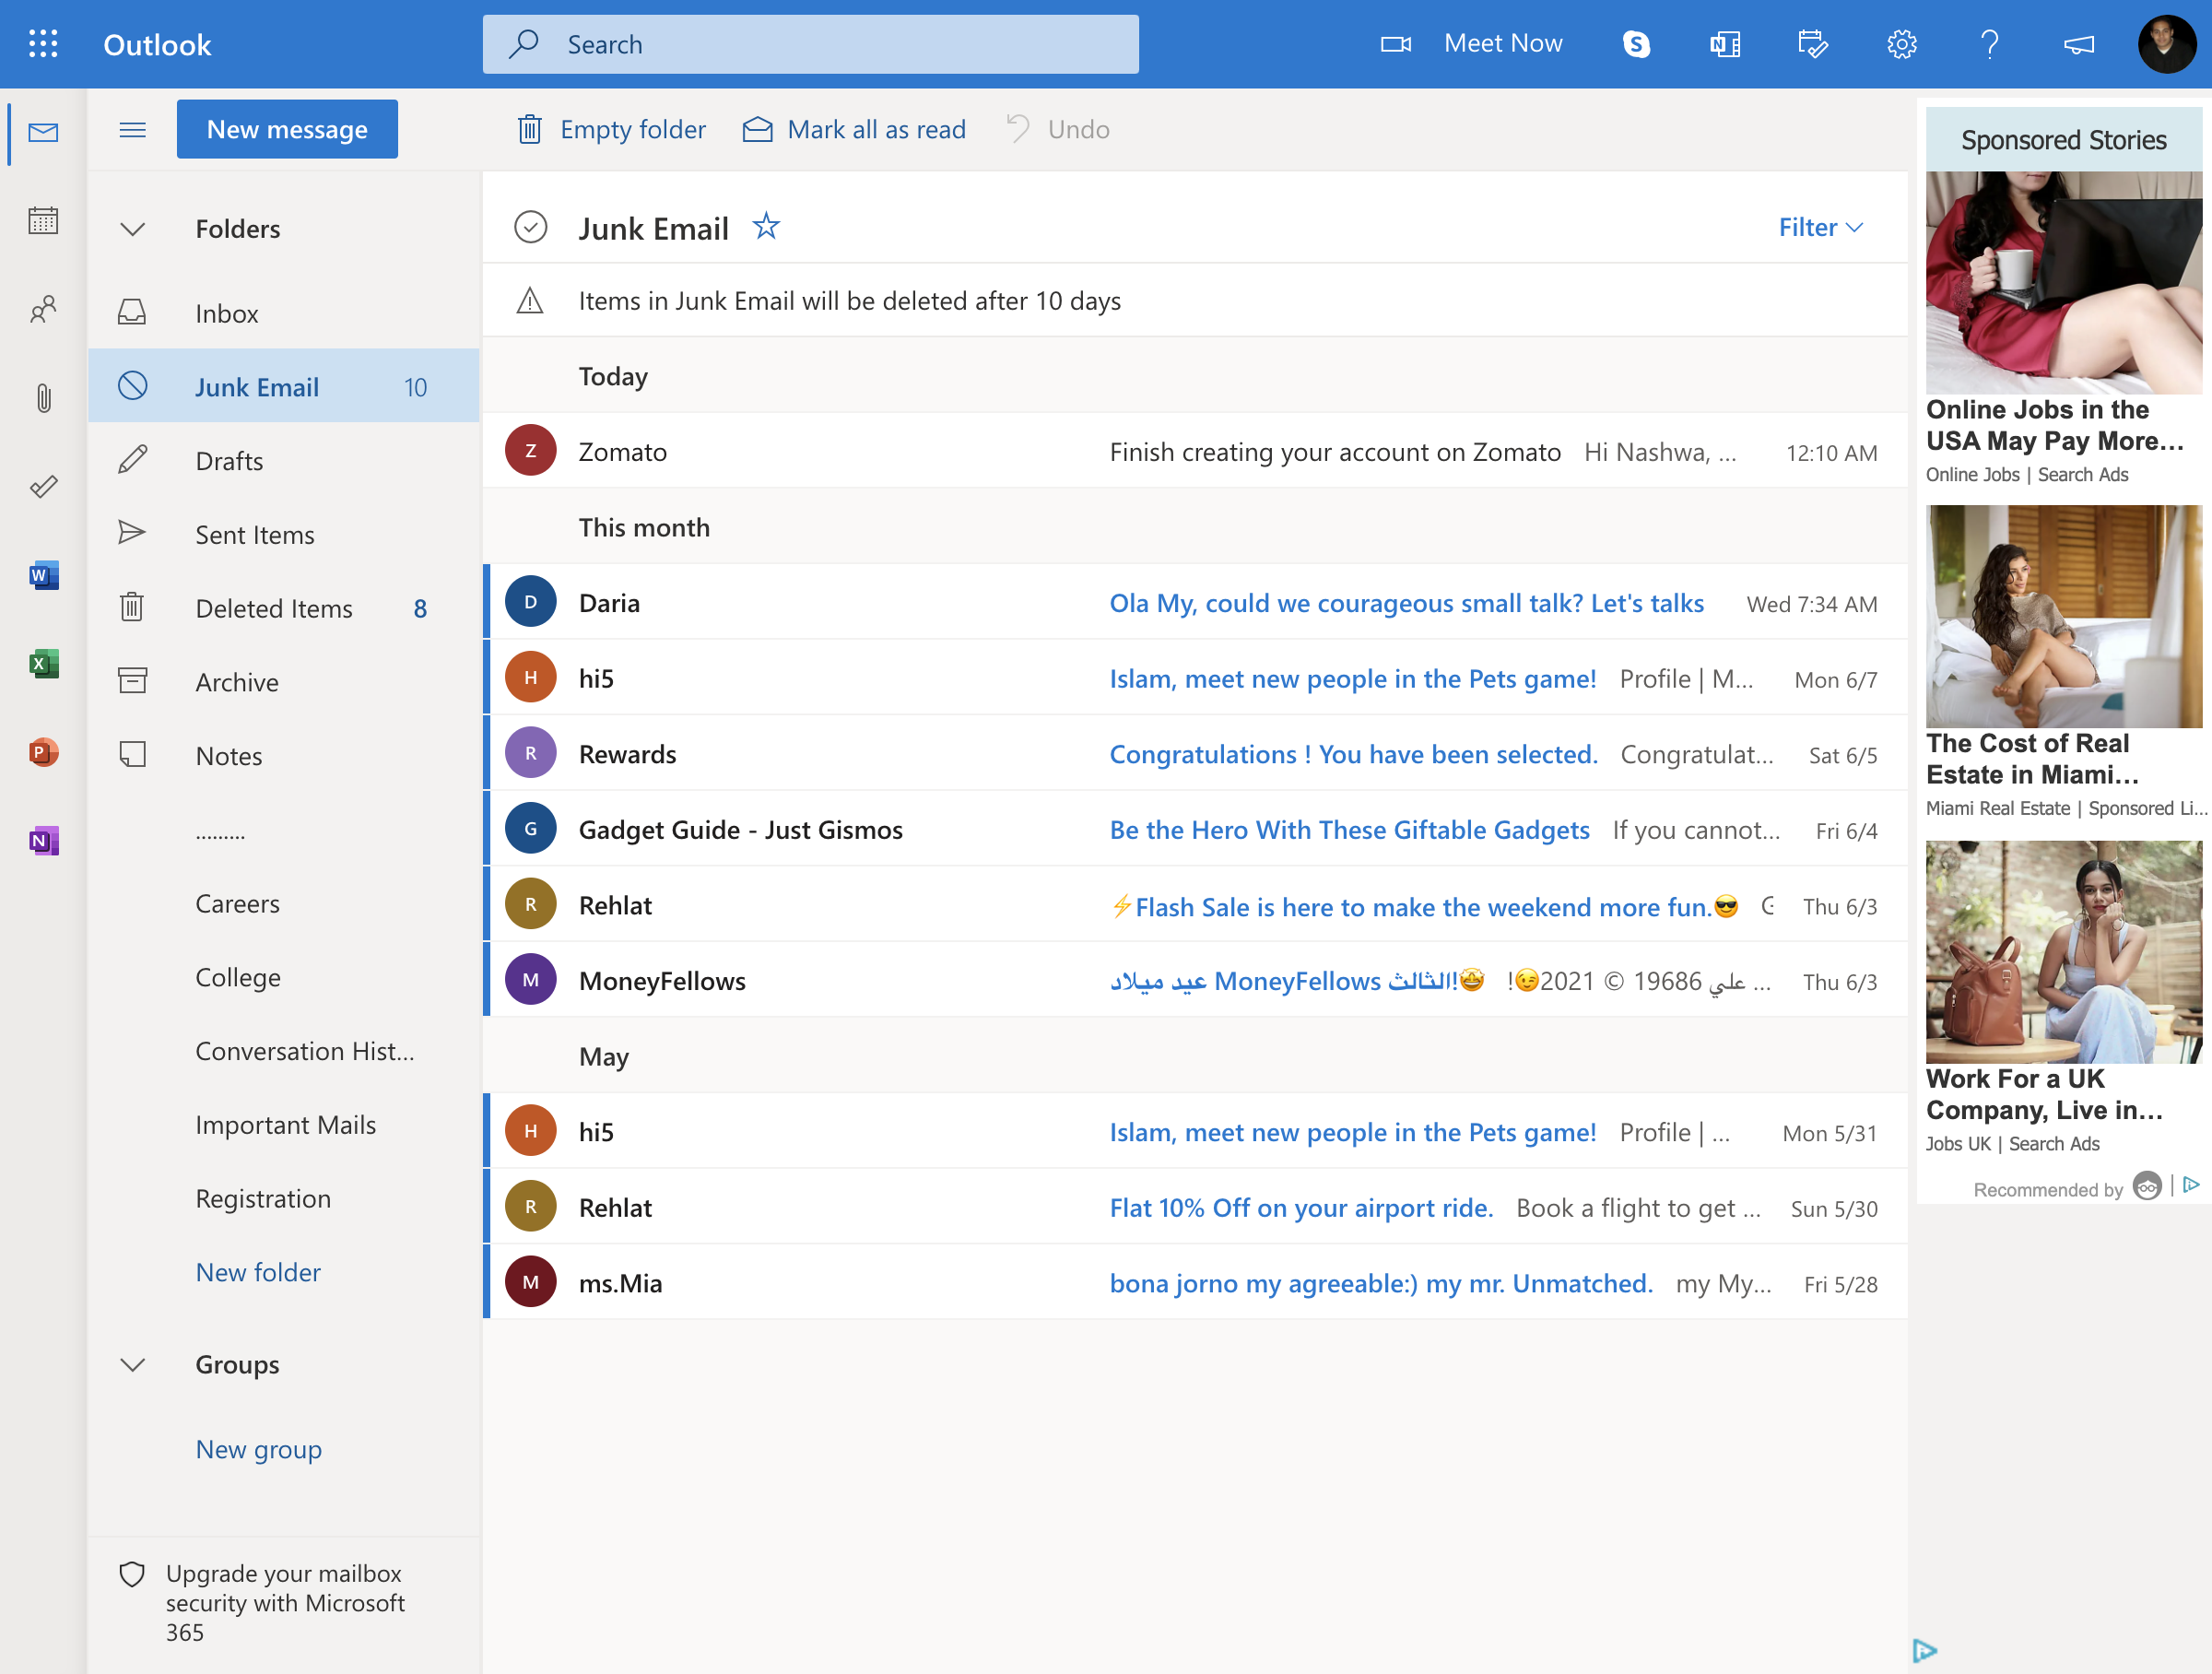 Outlook
Search
Meet Now
New message
Empty folder
Mark all as read
Undo
Folders
Inbox
Junk Email 10
Drafts
Sent Items
Deleted Items 8
Archive
Notes
.........
Careers
College
Conversation Hist...
Important Mails
Registration
New folder
Groups
New group
Upgrade your mailbox
security with Microsoft
365
Junk Email
Filter
Items in Junk Email will be deleted after 10 days
Today
Z Zomato Finish creating your account on Zomato Hi Nashwa, ... 12:10 AM
This month
D Daria Ola My, could we courageous small talk? Let's talks Wed 7:34 AM
H hi5 Islam, meet new people in the Pets game! Profile | M... Mon 6/7
R Rewards Congratulations ! You have been selected. Congratulat... Sat 6/5
G Gadget Guide - Just Gismos Be the Hero With These Giftable Gadgets If you cannot... Fri 6/4
R Rehlat ⚡Flash Sale is here to make the weekend more fun.😎 Thu 6/3
M MoneyFellows عيد ميلاد MoneyFellows الثالث!🤩 !😉2021 © 19686 علي ... Thu 6/3
May
H hi5 Islam, meet new people in the Pets game! Profile | ... Mon 5/31
R Rehlat Flat 10% Off on your airport ride. Book a flight to get ... Sun 5/30
M ms.Mia bona jorno my agreeable:) my mr. Unmatched. my My... Fri 5/28
Sponsored Stories
Online Jobs in the
USA May Pay More...
Online Jobs | Search Ads
The Cost of Real
Estate in Miami...
Miami Real Estate | Sponsored Li...
Work For a UK
Company, Live in...
Jobs UK | Search Ads
Recommended by